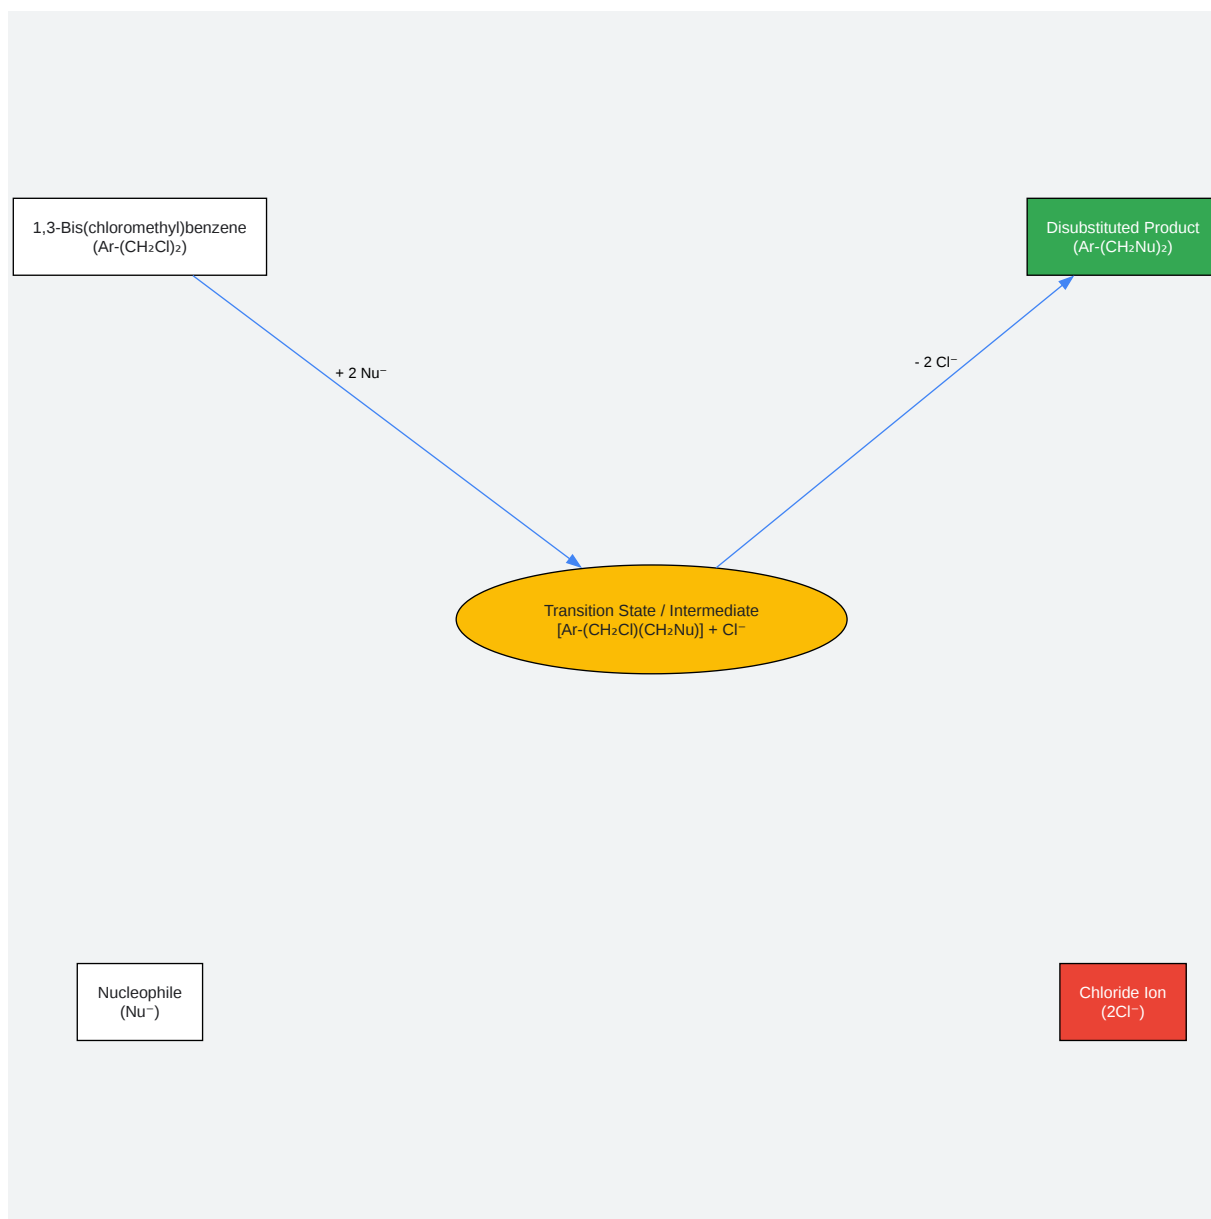 1,3-Bis(chloromethyl)benzene
(Ar-(CH₂Cl)₂)
Disubstituted Product
(Ar-(CH₂Nu)₂)
+ 2 Nu⁻
- 2 Cl⁻
Transition State / Intermediate
[Ar-(CH₂Cl)(CH₂Nu)] + Cl⁻
Nucleophile
(Nu⁻)
Chloride Ion
(2Cl⁻)